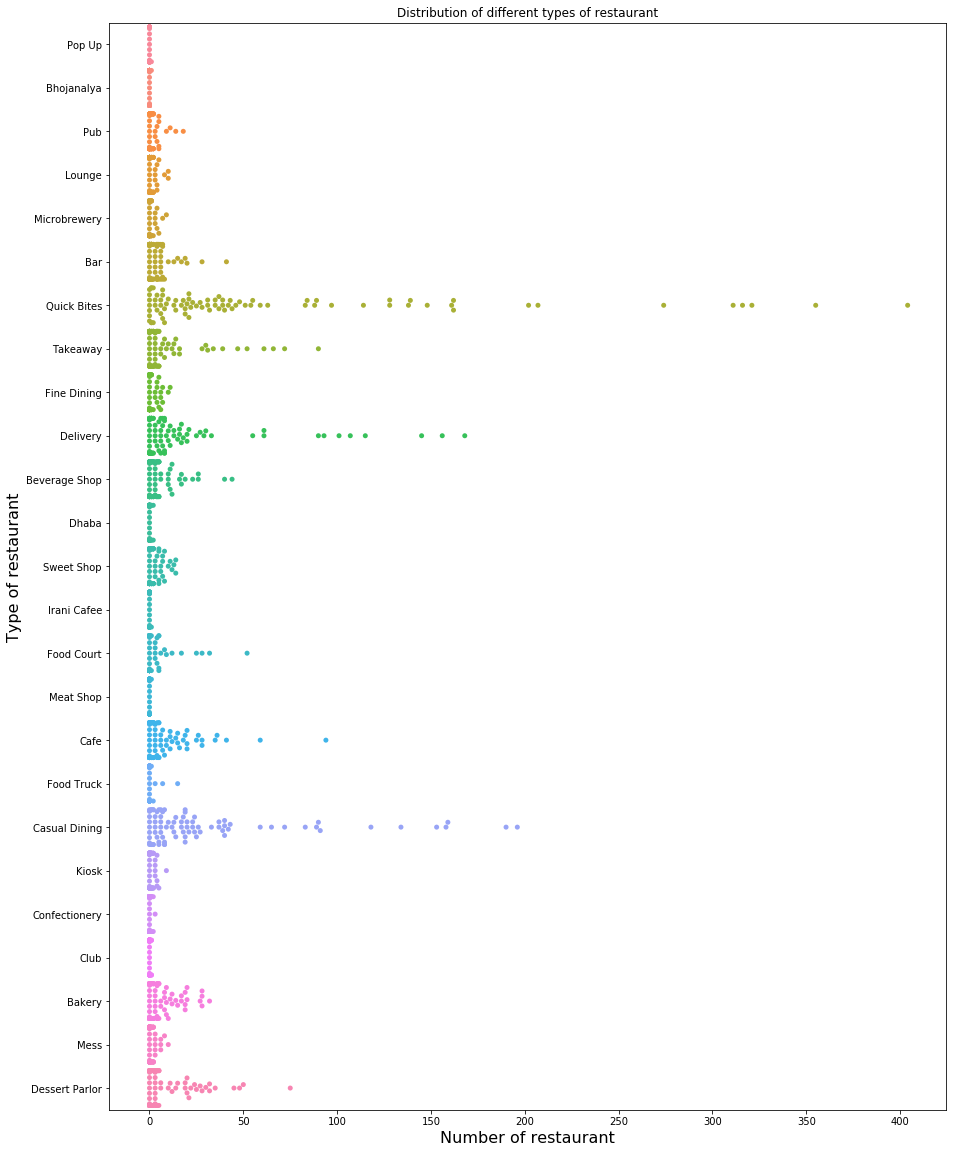 Distribution of different types of restaurant
Type of restaurant
Pop Up
Bhojanalya
Pub
Lounge
Microbrewery
Bar
Quick Bites
Takeaway
Fine Dining
Delivery
Beverage Shop
Dhaba
Sweet Shop
Irani Cafee
Food Court
Meat Shop
Cafe
Food Truck
Casual Dining
Kiosk
Confectionery
Club
Bakery
Mess
Dessert Parlor
0 50 100 150 200 250 300 350 400
Number of restaurant